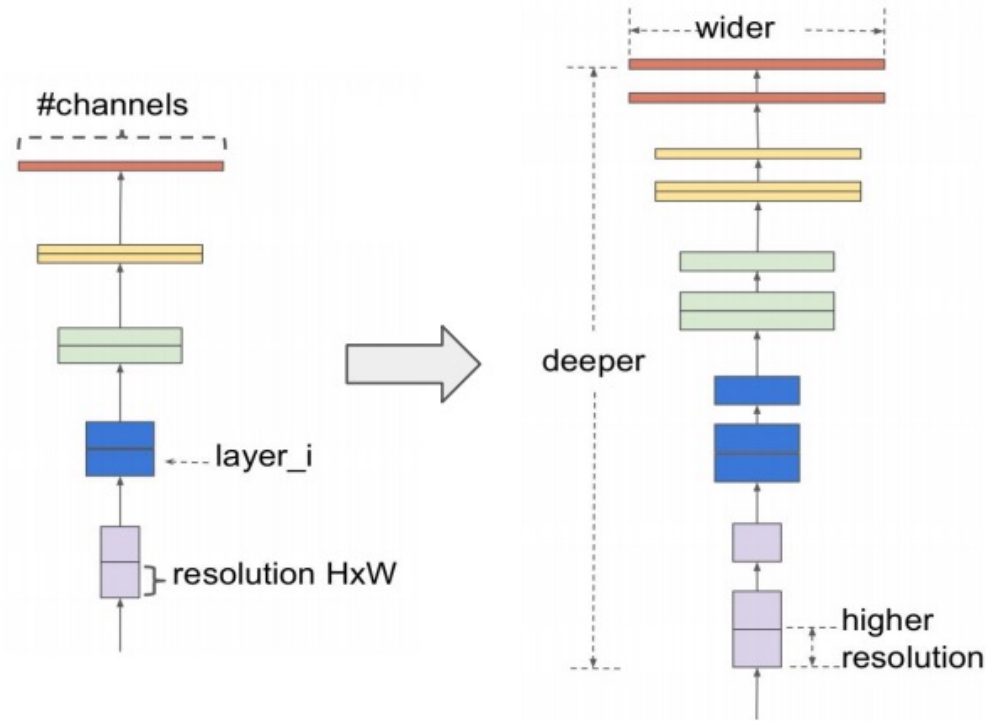 #channels
layer_i
resolution HxW
wider
deeper
higher
resolution